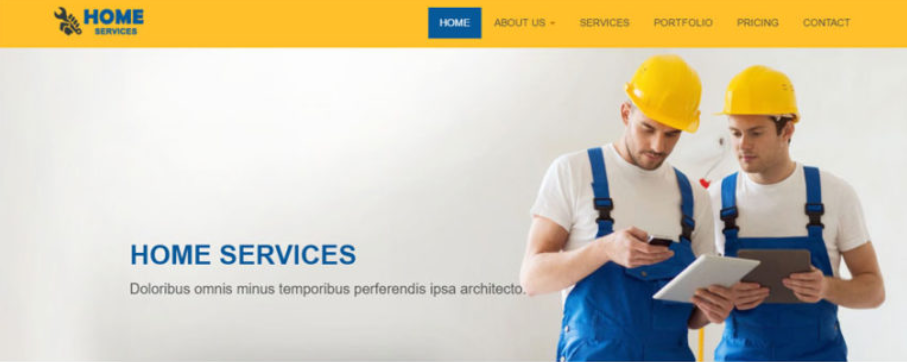 HOME
SERVICES
HOME
ABOUT US
SERVICES
PORTFOLIO
PRICING
CONTACT
HOME SERVICES
Doloribus omnis minus temporibus perferendis ipsa architecto.